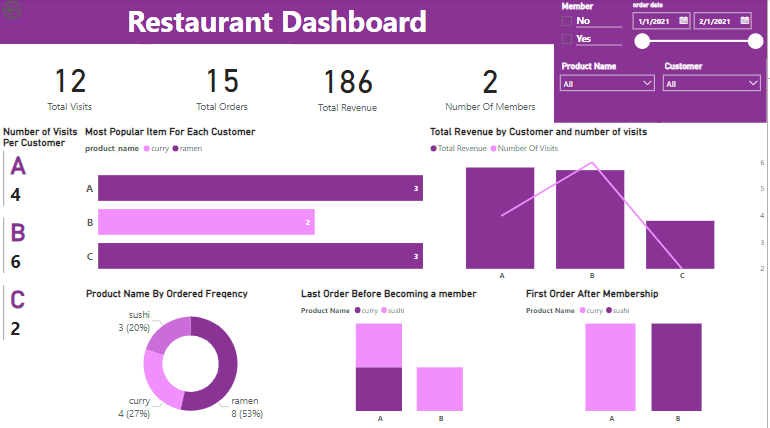 Restaurant Dashboard
Member
No
Yes
order date
1/1/2021
2/1/2021
Product Name
All
Customer
All
12
Total Visits
15
Total Orders
186
Total Revenue
2
Number Of Members
Number of Visits
Per Customer
A
4
B
6
C
2
Most Popular Item For Each Customer
product_name curry ramen
A 3
B 2
C 3
Total Revenue by Customer and number of visits
Total Revenue Number Of Visits
6
5
4
3
2
A B C
Product Name By Ordered Freqency
sushi
3 (20%)
curry
4 (27%)
ramen
8 (53%)
Last Order Before Becoming a member
Product Name curry sushi
A B
First Order After Membership
Product Name curry sushi
A B